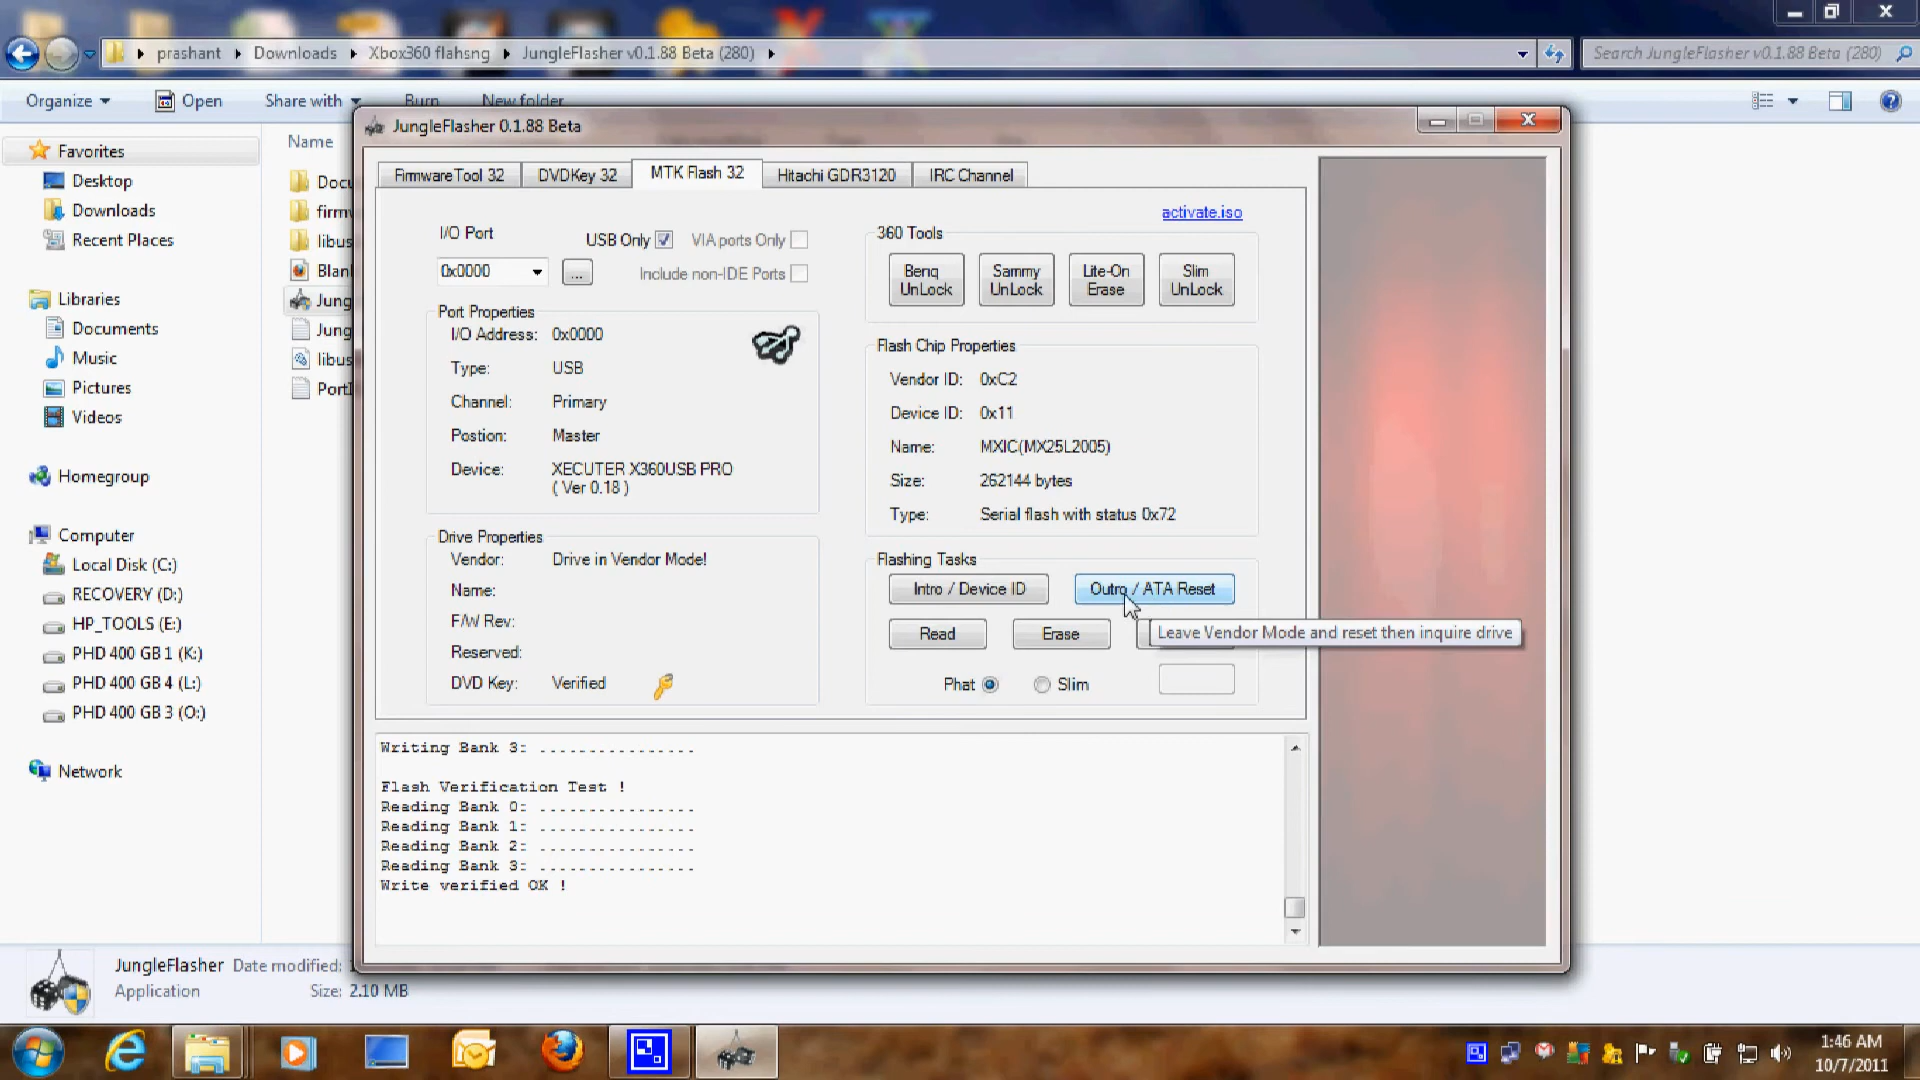 prashant Downloads Xbox360 flahsng JungleFlasher v0.1.88 Beta (280)
Search JungleFlasher v0.1.88 Beta (280)
Organize Open Share with Burn New folder
Favorites
Desktop
Downloads
Recent Places
Libraries
Documents
Music
Pictures
Videos
Homegroup
Computer
Local Disk (C:)
RECOVERY (D:)
HP_TOOLS (E:)
PHD 400 GB 1 (K:)
PHD 400 GB 4 (L:)
PHD 400 GB 3 (O:)
Network
Name
Docu
firmw
libus
Blan
Jung
Jung
libus
PortI
JungleFlasher 0.1.88 Beta
FirmwareTool 32 DVDKey 32 MTK Flash 32 Hitachi GDR3120 IRC Channel
activate.iso
I/O Port
USB Only VIA ports Only
0x0000 ... Include non-IDE Ports
Port Properties
I/O Address: 0x0000
Type: USB
Channel: Primary
Postion: Master
Device: XECUTER X360USB PRO
( Ver 0.18 )
Drive Properties
Vendor: Drive in Vendor Mode!
Name:
F/W Rev:
Reserved:
DVD Key: Verified
360 Tools
Benq UnLock
Sammy UnLock
Lite-On Erase
Slim UnLock
Flash Chip Properties
Vendor ID: 0xC2
Device ID: 0x11
Name: MXIC(MX25L2005)
Size: 262144 bytes
Type: Serial flash with status 0x72
Flashing Tasks
Intro / Device ID Outro / ATA Reset
Read Erase
Leave Vendor Mode and reset then inquire drive
Phat Slim
Writing Bank 3: ................
Flash Verification Test !
Reading Bank 0: ................
Reading Bank 1: ................
Reading Bank 2: ................
Reading Bank 3: ................
Write verified OK !
JungleFlasher Date modified:
Application Size: 2.10 MB
1:46 AM
10/7/2011